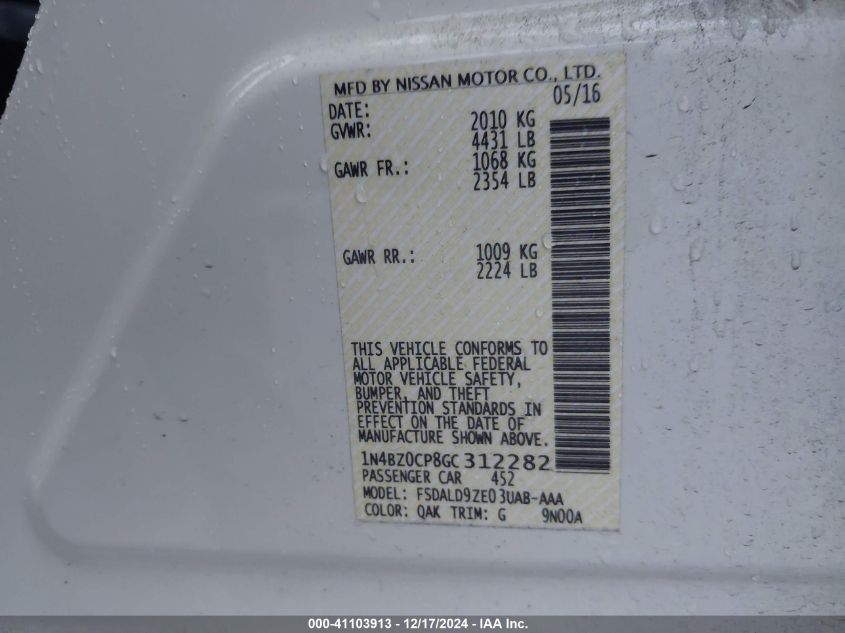 MFD BY NISSAN MOTOR CO., LTD.
DATE: 05/16
GVWR: 2010 KG
4431 LB
GAWR FR.: 1068 KG
2354 LB
GAWR RR.: 1009 KG
2224 LB
THIS VEHICLE CONFORMS TO
ALL APPLICABLE FEDERAL
MOTOR VEHICLE SAFETY,
BUMPER, AND THEFT
PREVENTION STANDARDS IN
EFFECT ON THE DATE OF
MANUFACTURE SHOWN ABOVE.
1N4BZ0CP8GC312282
PASSENGER CAR 452
MODEL: FSDALD9ZE03UAB-AAA
COLOR: QAK TRIM: G 9N00A
000-41103913 - 12/17/2024 - IAA Inc.